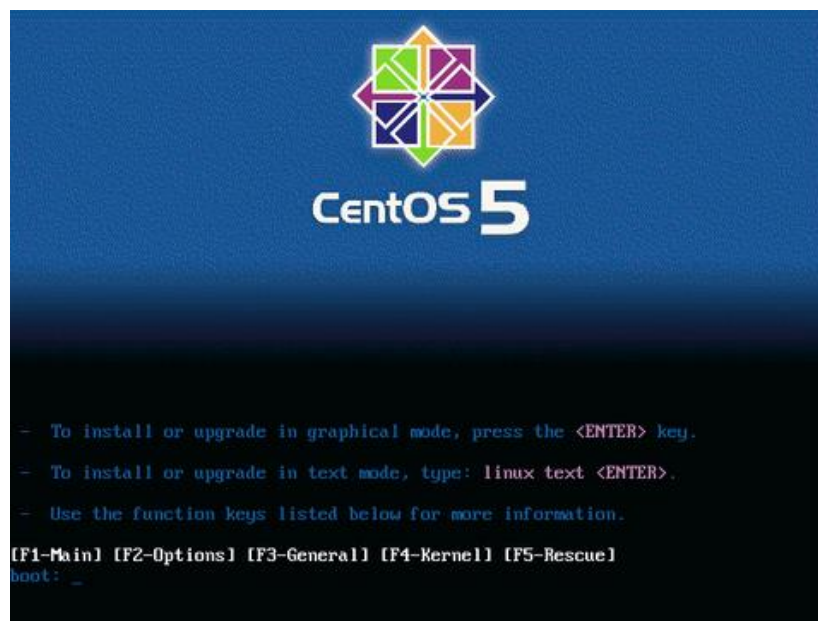 CentOS 5
- To install or upgrade in graphical mode, press the <ENTER> key.
- To install or upgrade in text mode, type: linux text <ENTER>.
- Use the function keys listed below for more information.
[F1-Main] [F2-Options] [F3-General] [F4-Kernel] [F5-Rescue]
boot: _